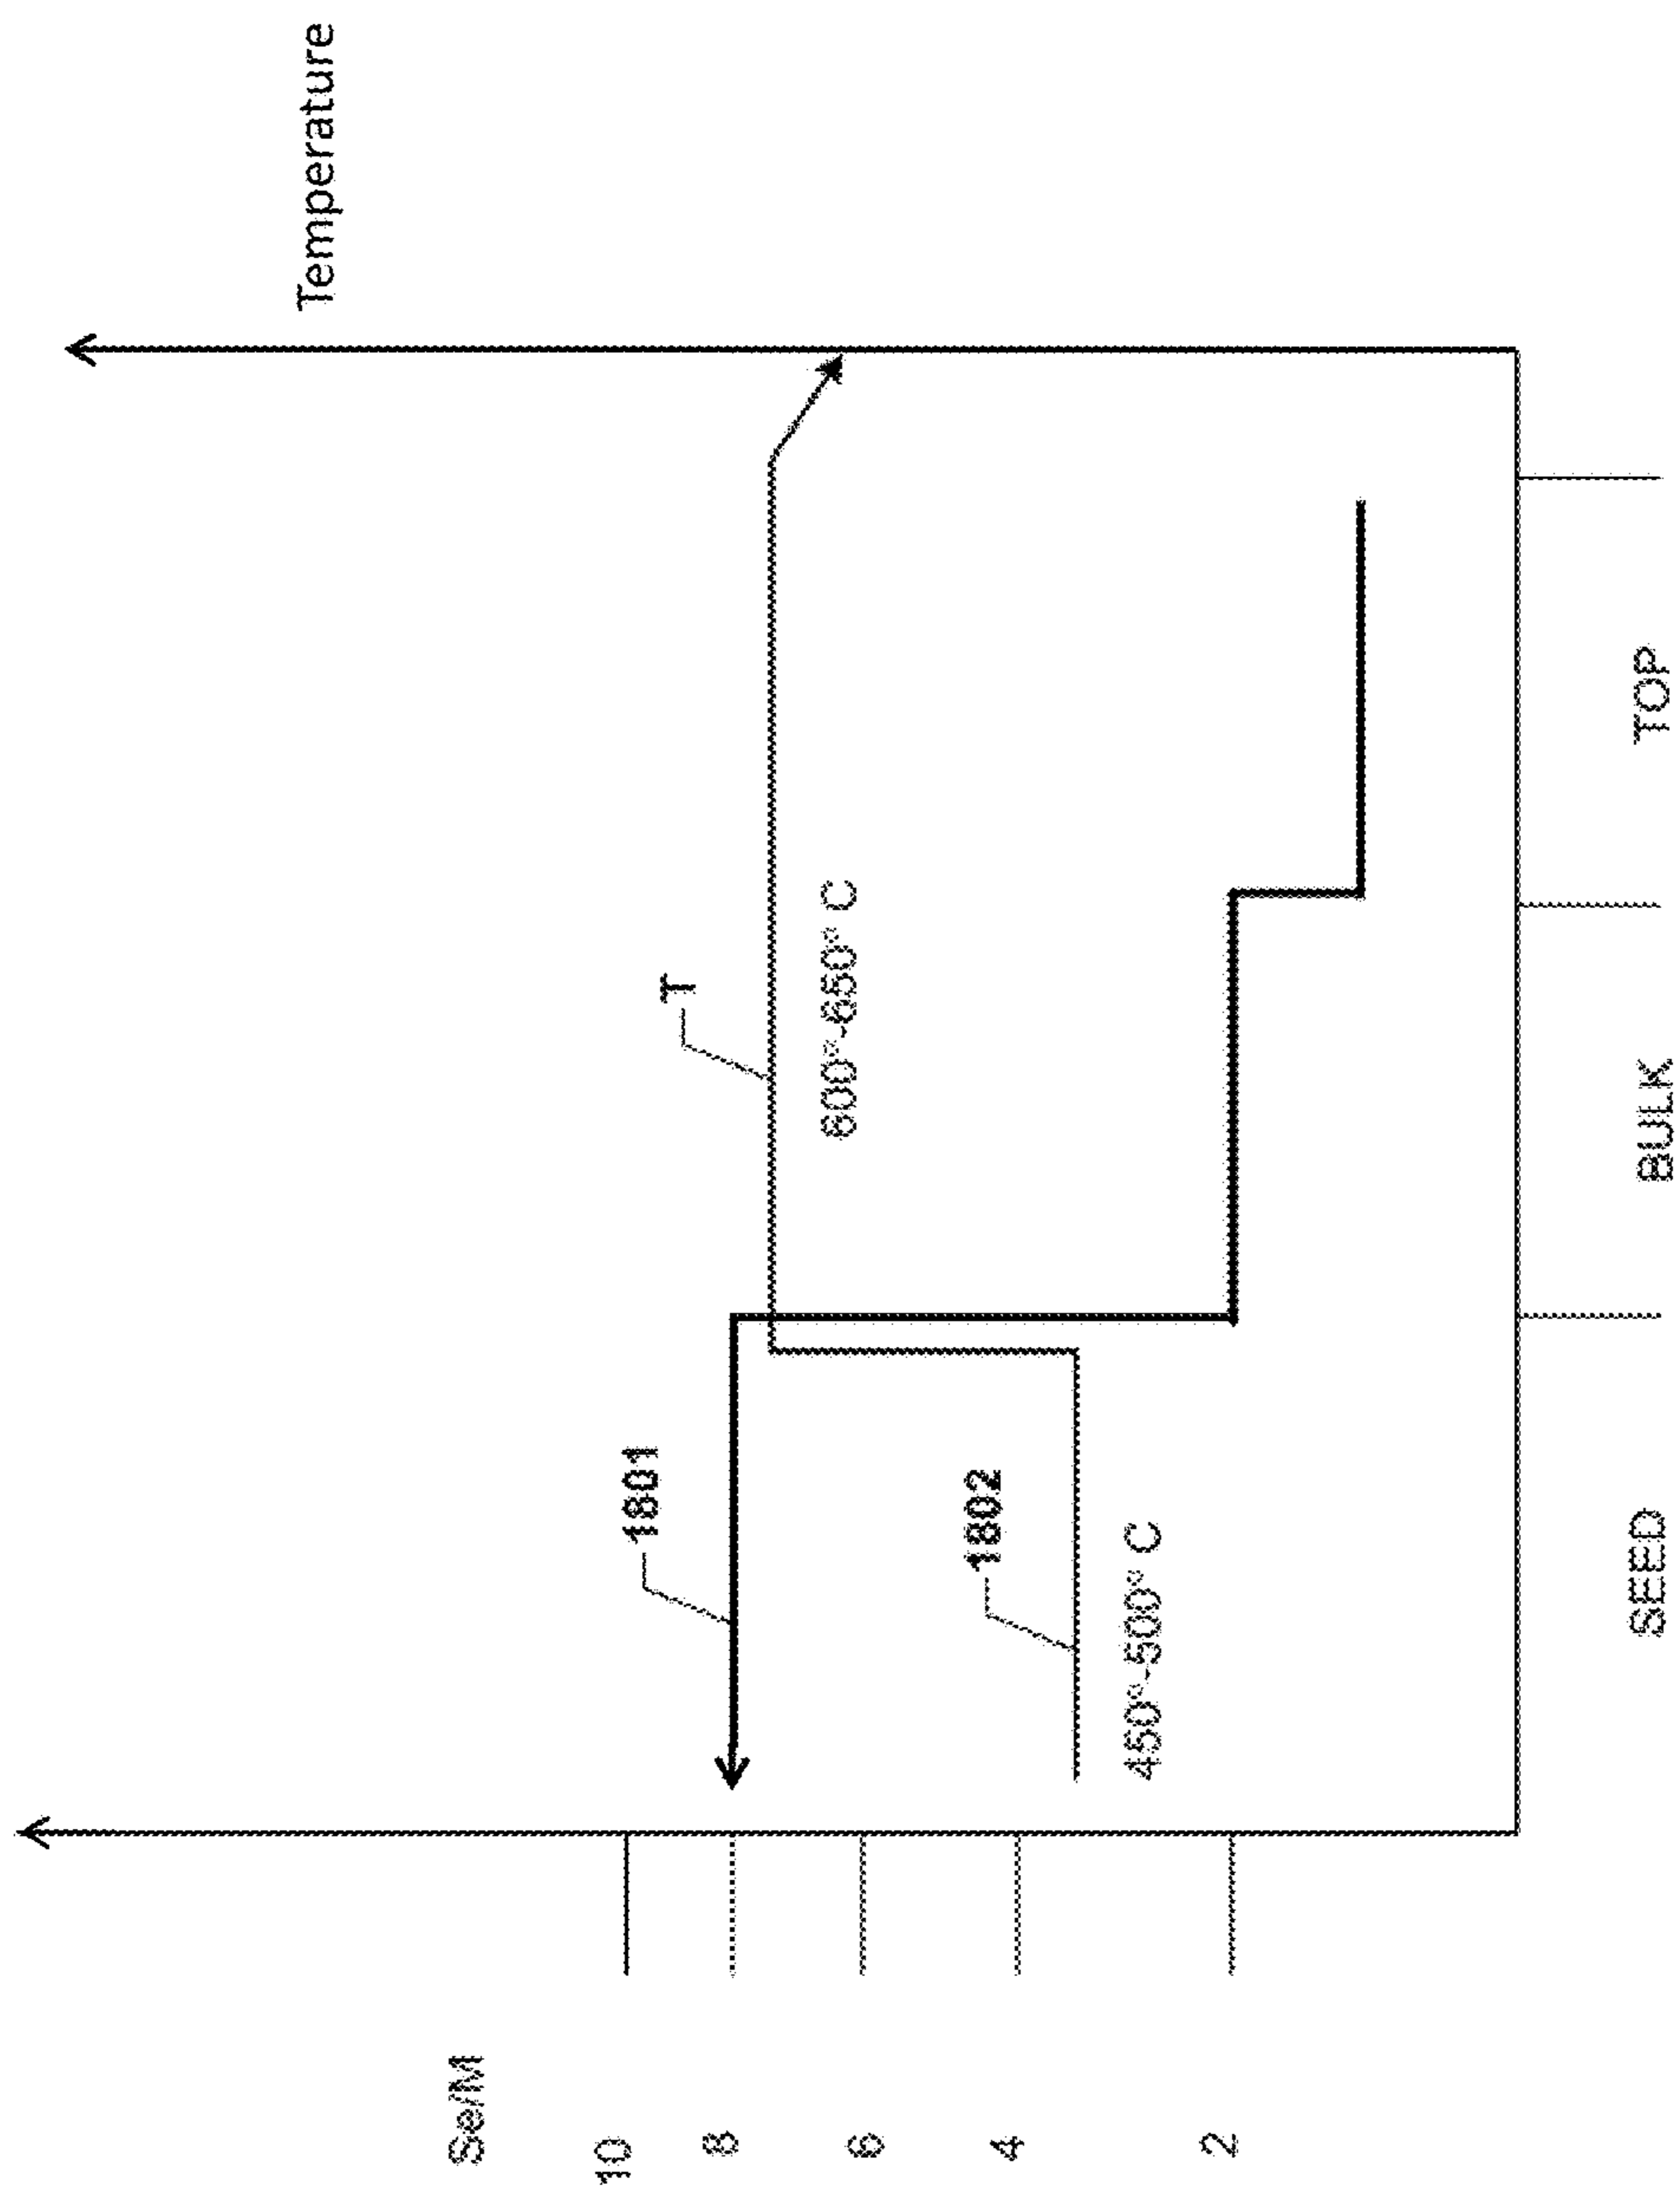 Se/M
Temperature
10
8
6
4
2
1801
T
1802
600°-650° C
450°-500° C
SEED
BULK
TOP